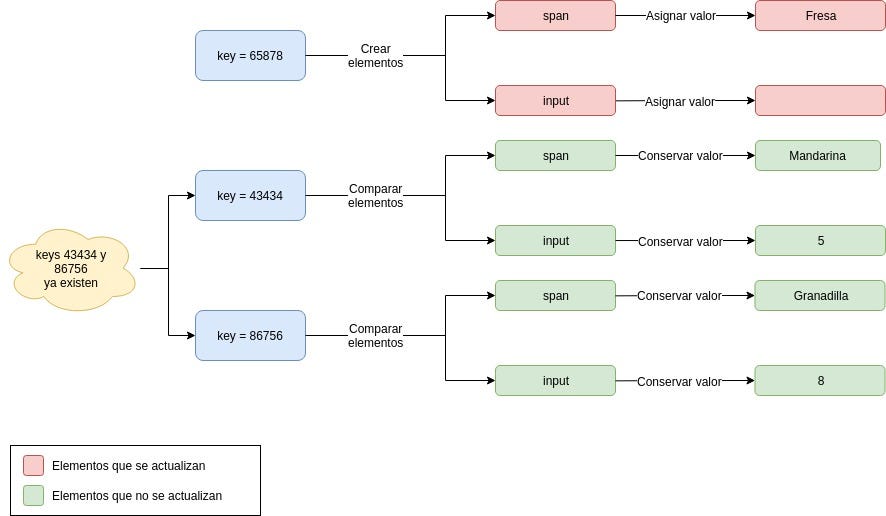 key = 65878
Crear
elementos
span
Asignar valor
Fresa
input
Asignar valor
key = 43434
Comparar
elementos
span
Conservar valor
Mandarina
input
Conservar valor
5
keys 43434 y
86756
ya existen
key = 86756
Comparar
elementos
span
Conservar valor
Granadilla
input
Conservar valor
8
Elementos que se actualizan
Elementos que no se actualizan